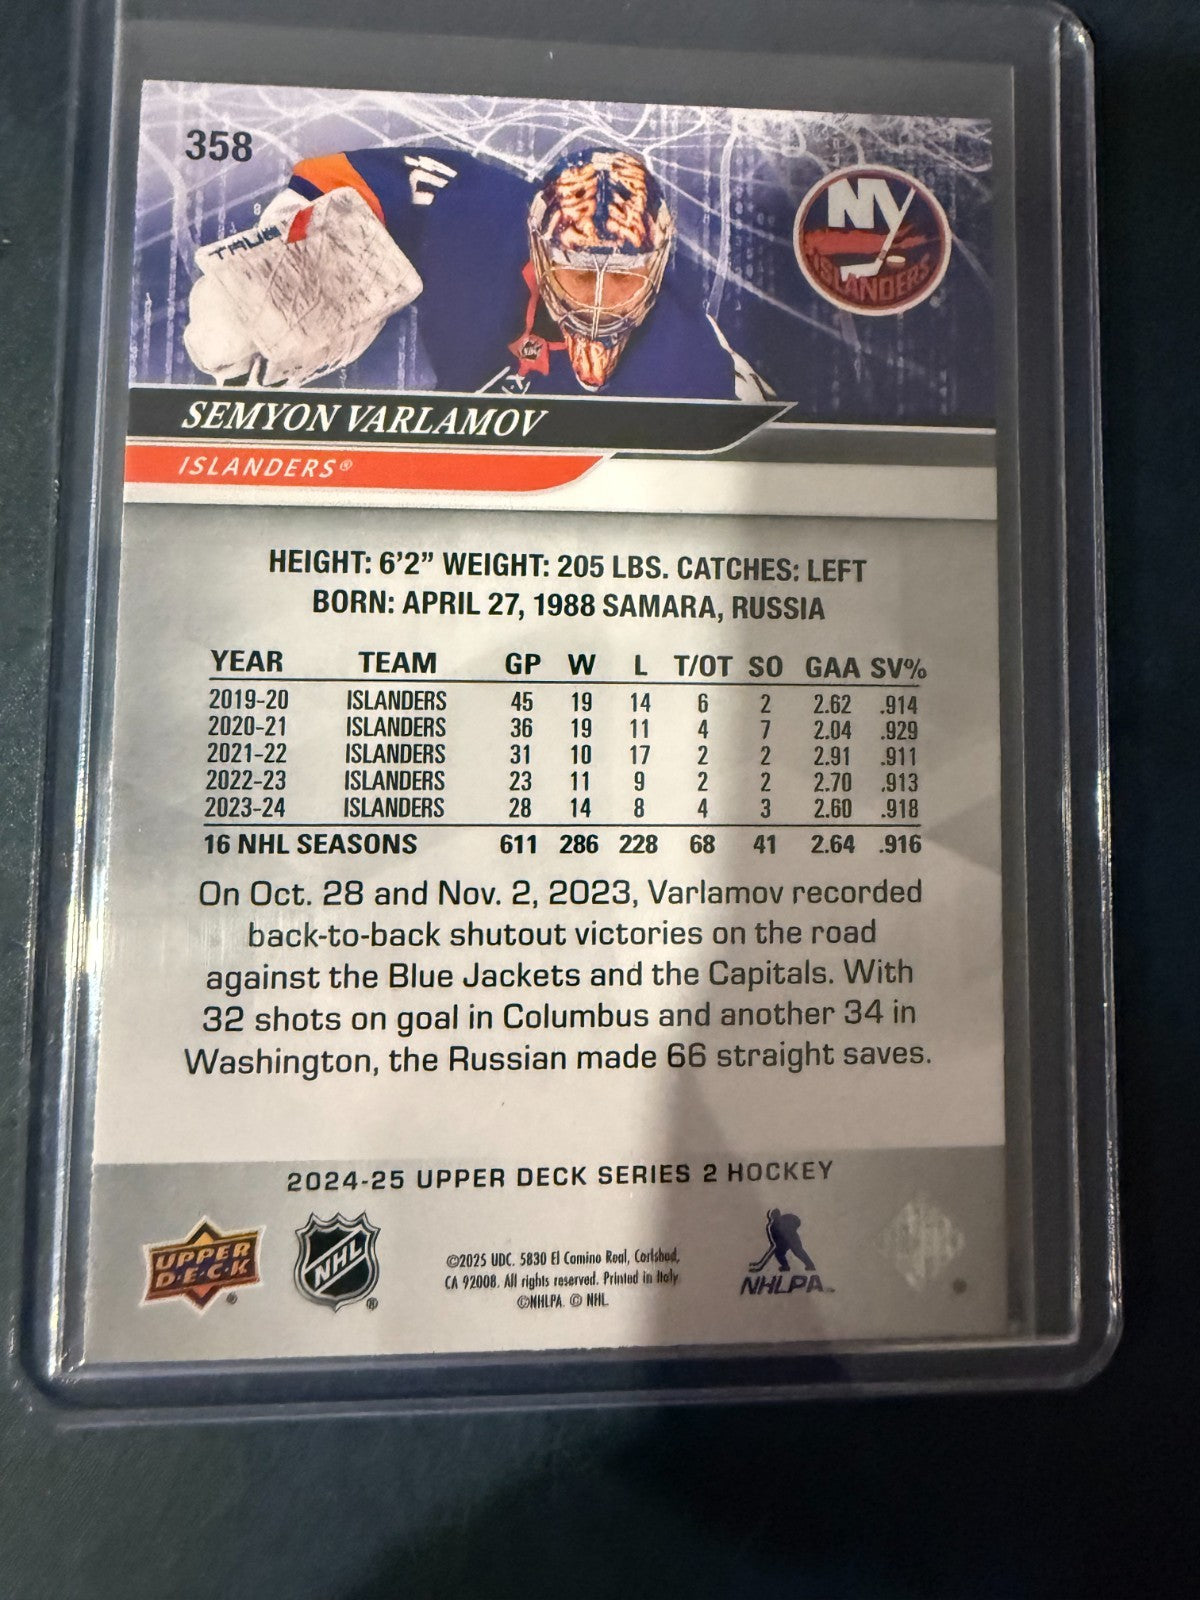 358
TRUE
NY
ISLANDERS
SEMYON VARLAMOV
ISLANDERS®
HEIGHT: 6'2" WEIGHT: 205 LBS. CATCHES: LEFT
BORN: APRIL 27, 1988 SAMARA, RUSSIA
YEAR TEAM GP W L T/OT SO GAA SV%
2019-20 ISLANDERS 45 19 14 6 2 2.62 .914
2020-21 ISLANDERS 36 19 11 4 7 2.04 .929
2021-22 ISLANDERS 31 10 17 2 2 2.91 .911
2022-23 ISLANDERS 23 11 9 2 2 2.70 .913
2023-24 ISLANDERS 28 14 8 4 3 2.60 .918
16 NHL SEASONS 611 286 228 68 41 2.64 .916
On Oct. 28 and Nov. 2, 2023, Varlamov recorded
back-to-back shutout victories on the road
against the Blue Jackets and the Capitals. With
32 shots on goal in Columbus and another 34 in
Washington, the Russian made 66 straight saves.
2024-25 UPPER DECK SERIES 2 HOCKEY
UPPER
D·E·C·K
®
NHL
®
©2025 UDC. 5830 El Camino Real, Carlsbad,
CA 92008. All rights reserved. Printed in Italy
©NHLPA. © NHL.
NHLPA™